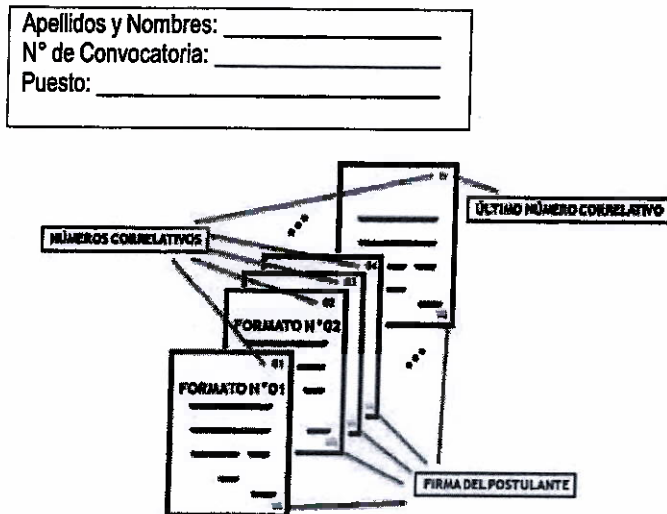 Apellidos y Nombres:
N° de Convocatoria:
Puesto:
ÚLTIMO NÚMERO CORRELATIVO
NÚMEROS CORRELATIVOS
04
03
02
FORMATO N°02
01
FORMATO N°01
FIRMA DEL POSTULANTE